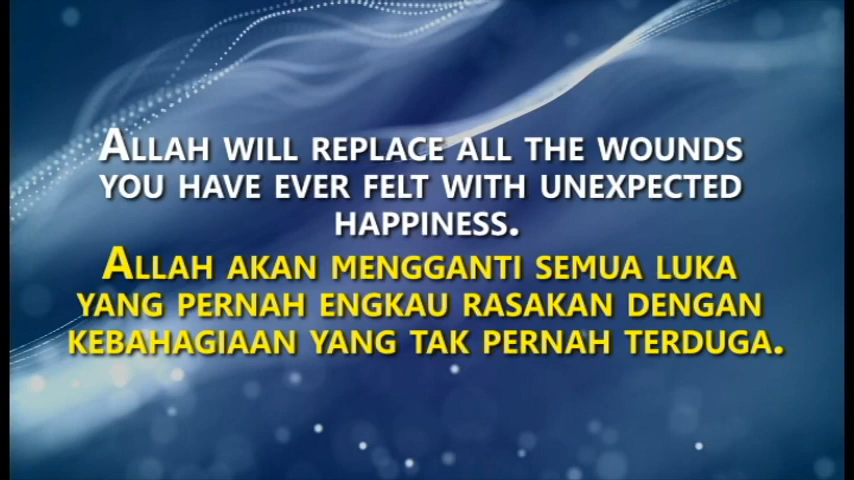 ALLAH WILL REPLACE ALL THE WOUNDS
YOU HAVE EVER FELT WITH UNEXPECTED
HAPPINESS.
ALLAH AKAN MENGGANTI SEMUA LUKA
YANG PERNAH ENGKAU RASAKAN DENGAN
KEBAHAGIAAN YANG TAK PERNAH TERDUGA.